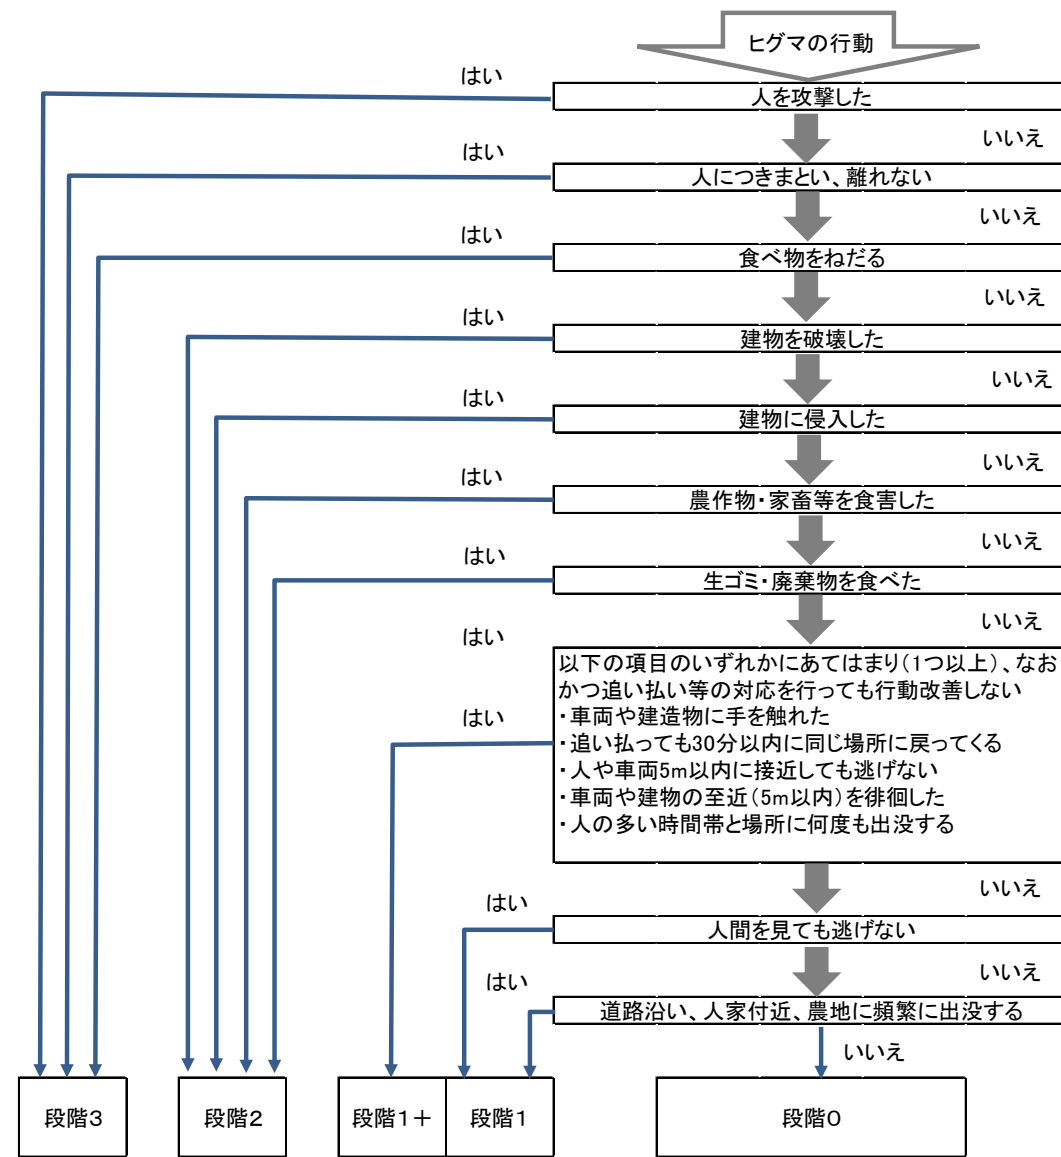 ヒグマの行動
はい
人を攻撃した
いいえ
はい
人につきまとい、離れない
いいえ
はい
食べ物をねだる
いいえ
はい
建物を破壊した
いいえ
はい
建物に侵入した
いいえ
はい
農作物・家畜等を食害した
いいえ
はい
生ゴミ・廃棄物を食べた
いいえ
はい
以下の項目のいずれかにあてはまり（1つ以上）、なお
かつ追い払い等の対応を行っても行動改善しない
・車両や建造物に手を触れた
はい
・追い払っても30分以内に同じ場所に戻ってくる
・人や車両5m以内に接近しても逃げない
・車両や建物の至近（5m以内）を徘徊した
・人の多い時間帯と場所に何度も出没する
いいえ
はい
人間を見ても逃げない
いいえ
はい
道路沿い、人家付近、農地に頻繁に出没する
いいえ
段階3
段階2
段階1＋
段階1
段階0